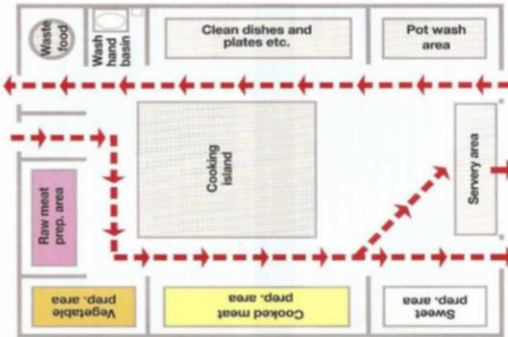 Waste
food
Wash
hand
basin
Clean dishes and
plates etc.
Pot wash
area
Raw meat
prep. area
Cooking
island
Servery area
Vegetable
prep. area
Cooked meat
prep. area
Sweet
prep. area